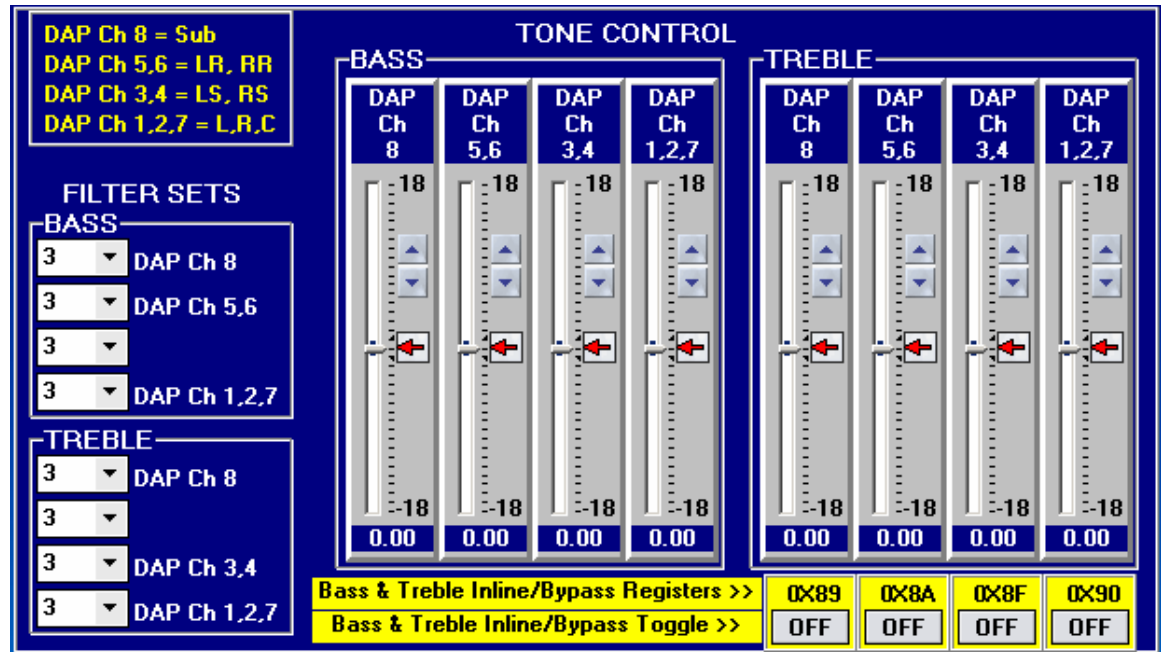 DAP Ch 8 = Sub
DAP Ch 5,6 = LR, RR
DAP Ch 3,4 = LS, RS
DAP Ch 1,2,7 = L,R,C
FILTER SETS
BASS
3 DAP Ch 8
3 DAP Ch 5,6
3
3 DAP Ch 1,2,7
TREBLE
3 DAP Ch 8
3
3 DAP Ch 3,4
3 DAP Ch 1,2,7
TONE CONTROL
BASS
DAP Ch 8
DAP Ch 5,6
DAP Ch 3,4
DAP Ch 1,2,7
18 18 18 18
-18 -18 -18 -18
0.00 0.00 0.00 0.00
TREBLE
DAP Ch 8
DAP Ch 5,6
DAP Ch 3,4
DAP Ch 1,2,7
18 18 18 18
-18 -18 -18 -18
0.00 0.00 0.00 0.00
Bass & Treble Inline/Bypass Registers >> 0X89 0X8A 0X8F 0X90
Bass & Treble Inline/Bypass Toggle >> OFF OFF OFF OFF